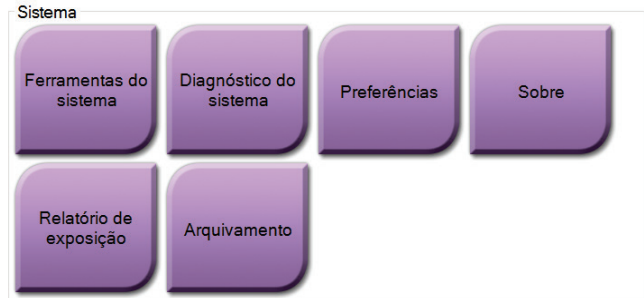 Sistema
Ferramentas do
sistema
Diagnóstico do
sistema
Preferências
Sobre
Relatório de
exposição
Arquivamento